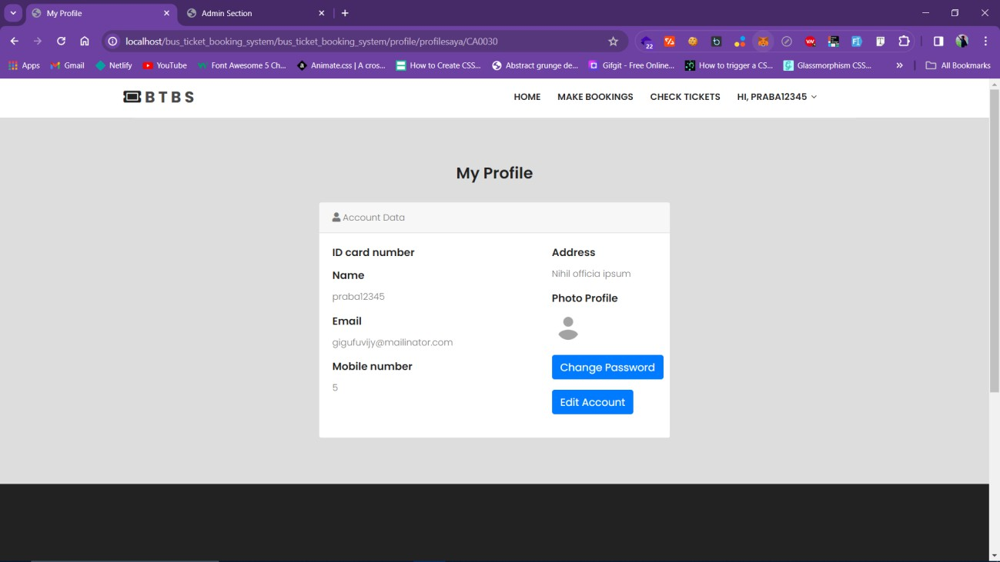 My Profile
Admin Section
localhost/bus_ticket_booking_system/bus_ticket_booking_system/profile/profilesaya/CA0030
22
Apps
Gmail
Netlify
YouTube
Font Awesome 5 Ch...
Animate.css | A cros...
How to Create CSS...
Abstract grunge de...
Gifgit - Free Online...
How to trigger a CS...
Glassmorphism CSS...
»
All Bookmarks
BTBS
HOME
MAKE BOOKINGS
CHECK TICKETS
HI, PRABA12345
My Profile
Account Data
ID card number
Name
praba12345
Email
gigufuvijy@mailinator.com
Mobile number
5
Address
Nihil officia ipsum
Photo Profile
Change Password
Edit Account